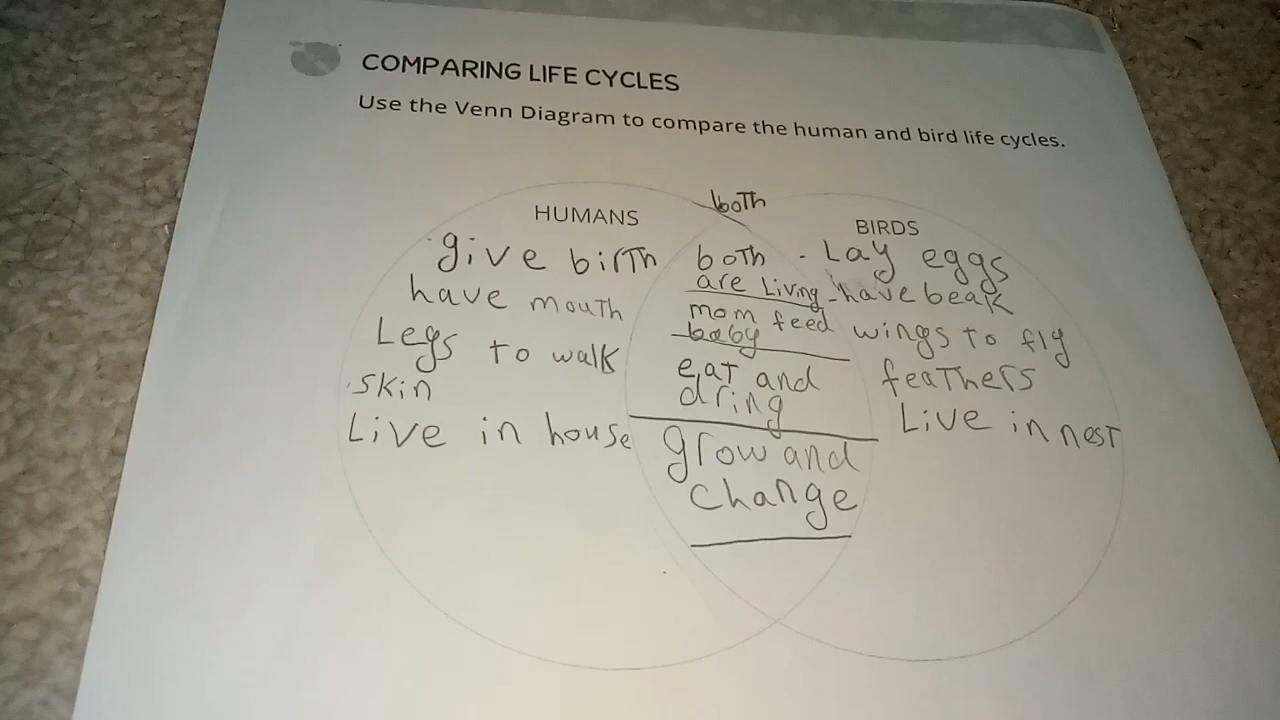 COMPARING LIFE CYCLES
Use the Venn Diagram to compare the human and bird life cycles.
both
HUMANS
give birth
have mouth
Legs to walk
skin
Live in house
both
are Living
mom feed
baby
eat and
dring
grow and
change
BIRDS
- Lay eggs
- have beak
wings to fly
feathers
Live in nest